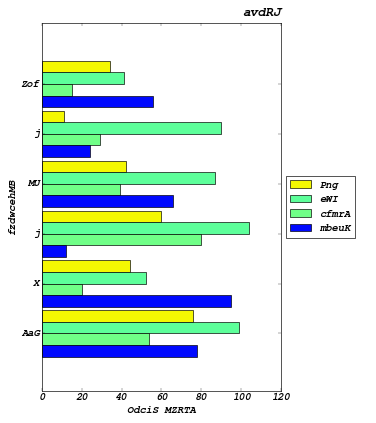 avdRJ
Zof
j
MU
j
X
AaG
fzdwcehMB
Png
eWI
cfmrA
mbeuK
0 20 40 60 80 100 120
OdciS MZRTA